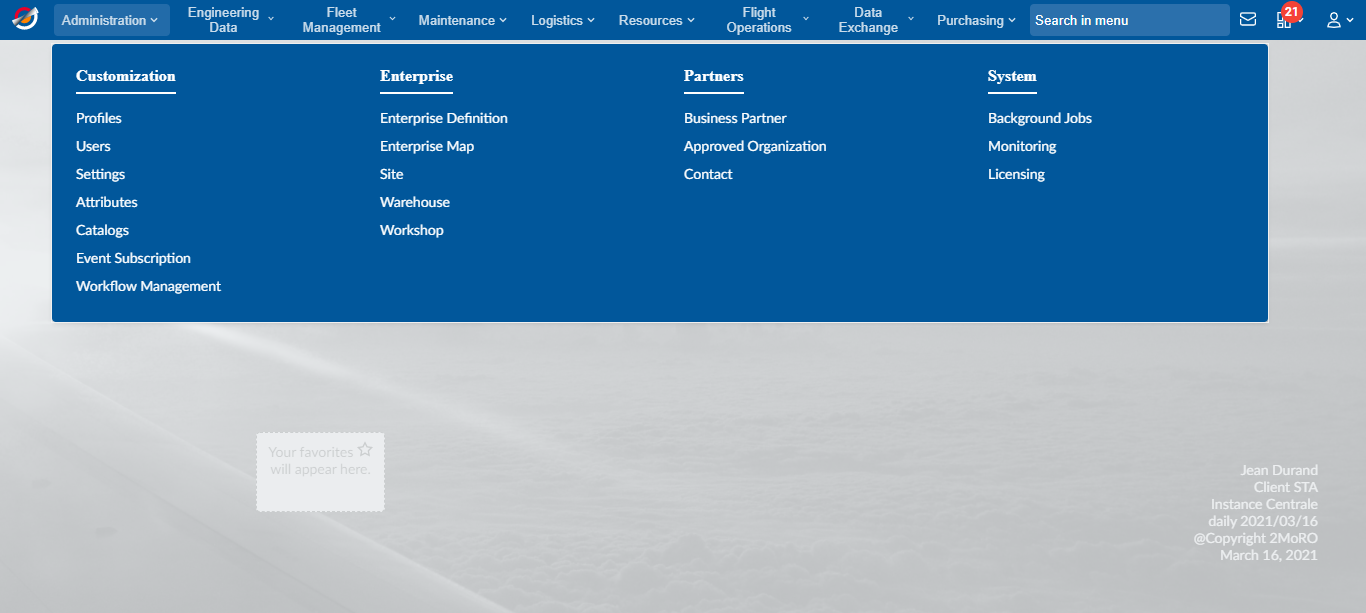 Administration
Engineering
Data
Fleet
Management
Maintenance
Logistics
Resources
Flight
Operations
Data
Exchange
Purchasing
Search in menu
21
Customization
Profiles
Users
Settings
Attributes
Catalogs
Event Subscription
Workflow Management
Enterprise
Enterprise Definition
Enterprise Map
Site
Warehouse
Workshop
Partners
Business Partner
Approved Organization
Contact
System
Background Jobs
Monitoring
Licensing
Your favorites
will appear here.
Jean Durand
Client STA
Instance Centrale
daily 2021/03/16
@Copyright 2MoRO
March 16, 2021